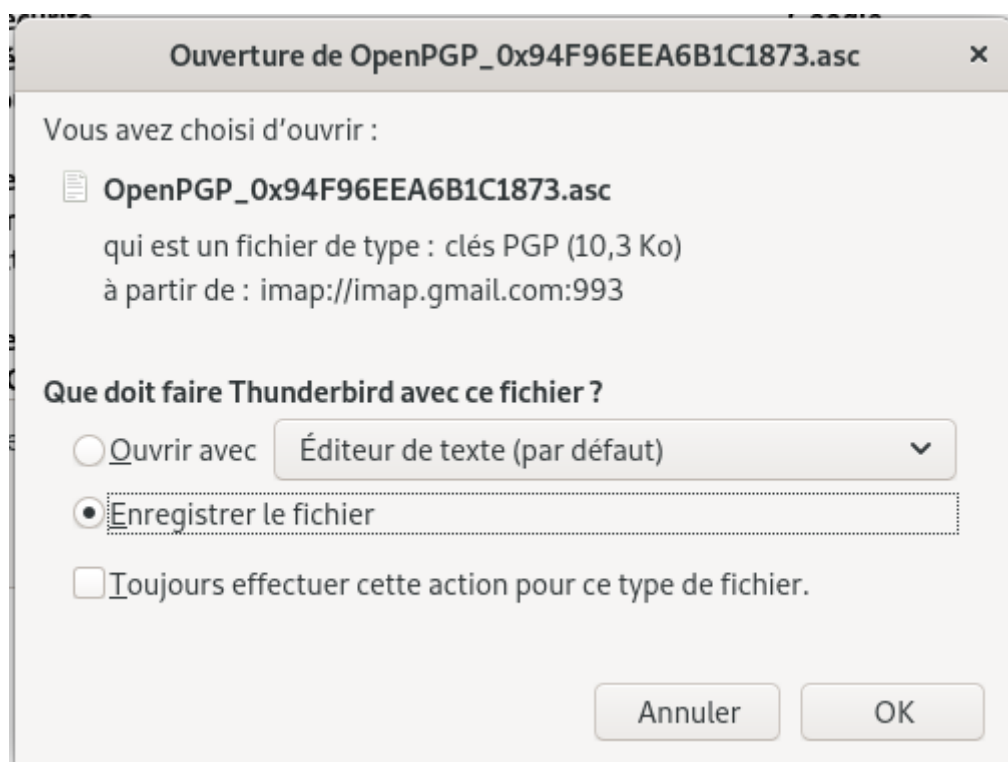 Ouverture de OpenPGP_0x94F96EEA6B1C1873.asc ×
Vous avez choisi d’ouvrir :
OpenPGP_0x94F96EEA6B1C1873.asc
qui est un fichier de type : clés PGP (10,3 Ko)
à partir de : imap://imap.gmail.com:993
Que doit faire Thunderbird avec ce fichier ?
Ouvrir avec Éditeur de texte (par défaut)
Enregistrer le fichier
Toujours effectuer cette action pour ce type de fichier.
Annuler OK